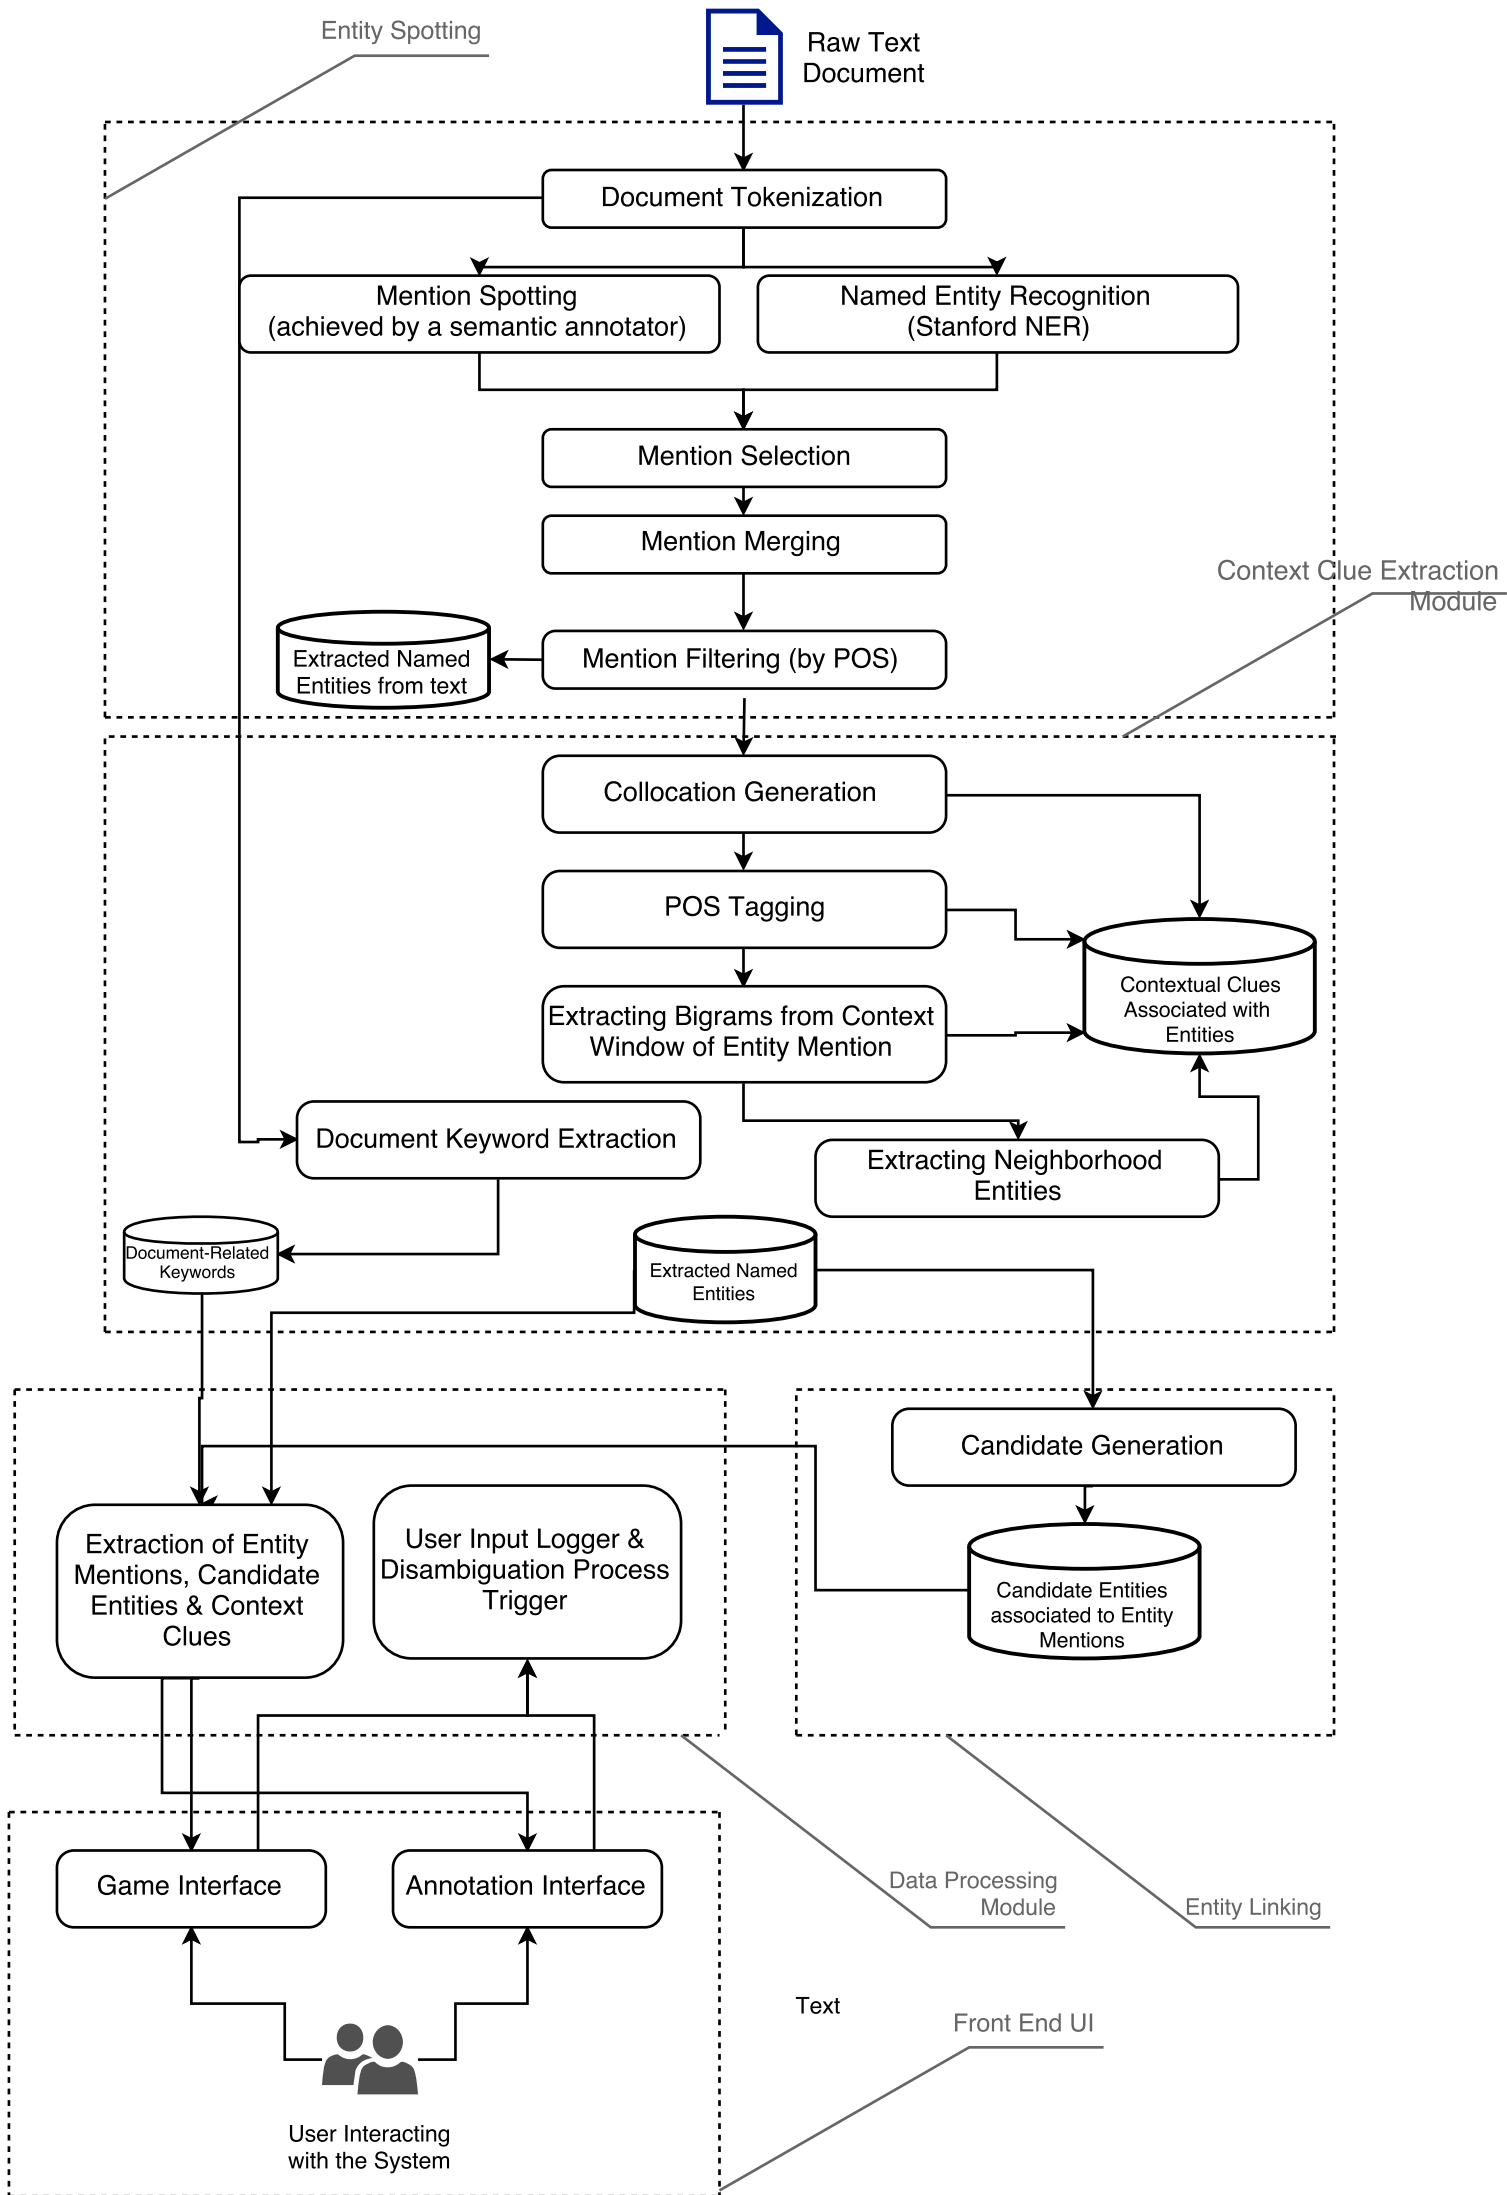 Entity Spotting
Raw Text
Document
Document Tokenization
Mention Spotting
(achieved by a semantic annotator)
Named Entity Recognition
(Stanford NER)
Mention Selection
Mention Merging
Context Clue Extraction
Module
Extracted Named
Entities from text
Mention Filtering (by POS)
Collocation Generation
POS Tagging
Contextual Clues
Associated with
Entities
Extracting Bigrams from Context
Window of Entity Mention
Document Keyword Extraction
Extracting Neighborhood
Entities
Document-Related
Keywords
Extracted Named
Entities
Candidate Generation
Extraction of Entity
Mentions, Candidate
Entities & Context
Clues
User Input Logger &
Disambiguation Process
Trigger
Candidate Entities
associated to Entity
Mentions
Game Interface
Annotation Interface
Data Processing
Module
Entity Linking
Text
Front End UI
User Interacting
with the System